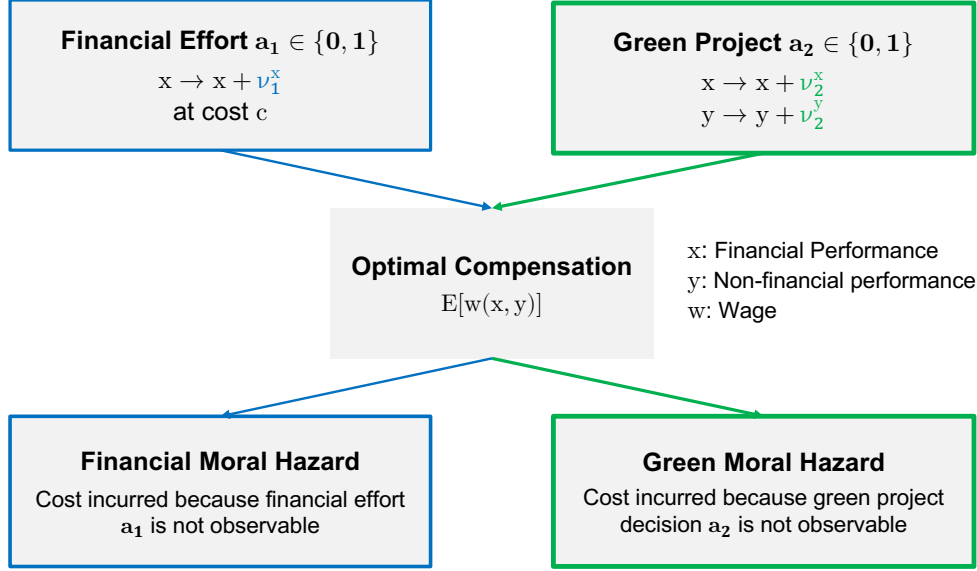 Financial Effort a₁ ∈ {0, 1}
x → x + ν₁ˣ
at cost c
Green Project a₂ ∈ {0, 1}
x → x + ν₂ˣ
y → y + ν₂ʸ
Optimal Compensation
E[w(x, y)]
x: Financial Performance
y: Non-financial performance
w: Wage
Financial Moral Hazard
Cost incurred because financial effort
a₁ is not observable
Green Moral Hazard
Cost incurred because green project
decision a₂ is not observable